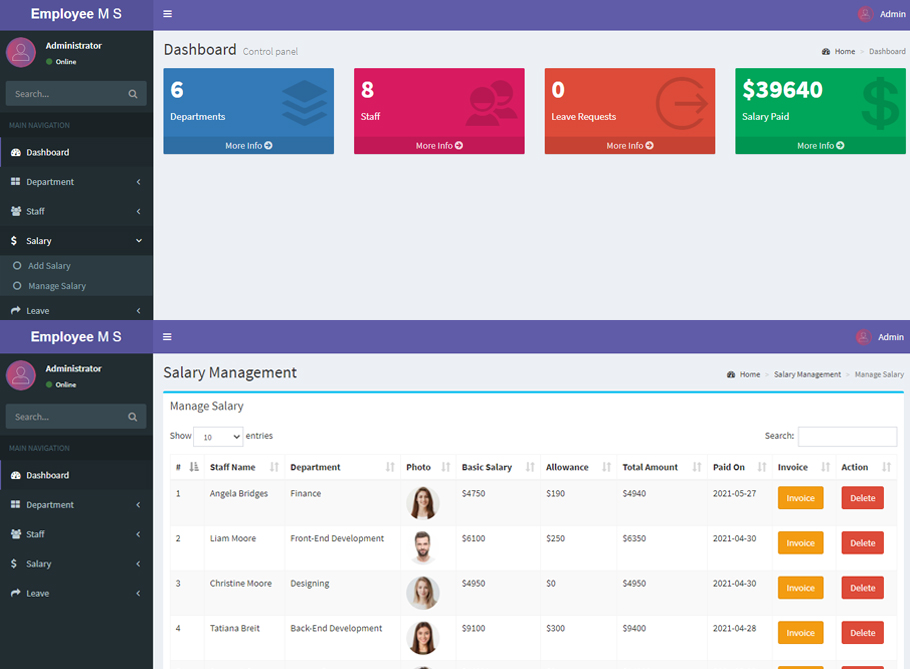 Employee M S
Admin
Administrator
Online
Search...
MAIN NAVIGATION
Dashboard
Department
Staff
Salary
Add Salary
Manage Salary
Leave
Dashboard Control panel
Home > Dashboard
6
Departments
More Info
8
Staff
More Info
0
Leave Requests
More Info
$39640
Salary Paid
More Info
Employee M S
Admin
Administrator
Online
Search...
MAIN NAVIGATION
Dashboard
Department
Staff
Salary
Leave
Salary Management
Home > Salary Management > Manage Salary
Manage Salary
Show 10 entries
Search:
# Staff Name Department Photo Basic Salary Allowance Total Amount Paid On Invoice Action
1 Angela Bridges Finance $4750 $190 $4940 2021-05-27 Invoice Delete
2 Liam Moore Front-End Development $6100 $250 $6350 2021-04-30 Invoice Delete
3 Christine Moore Designing $4950 $0 $4950 2021-04-30 Invoice Delete
4 Tatiana Breit Back-End Development $9100 $300 $9400 2021-04-28 Invoice Delete